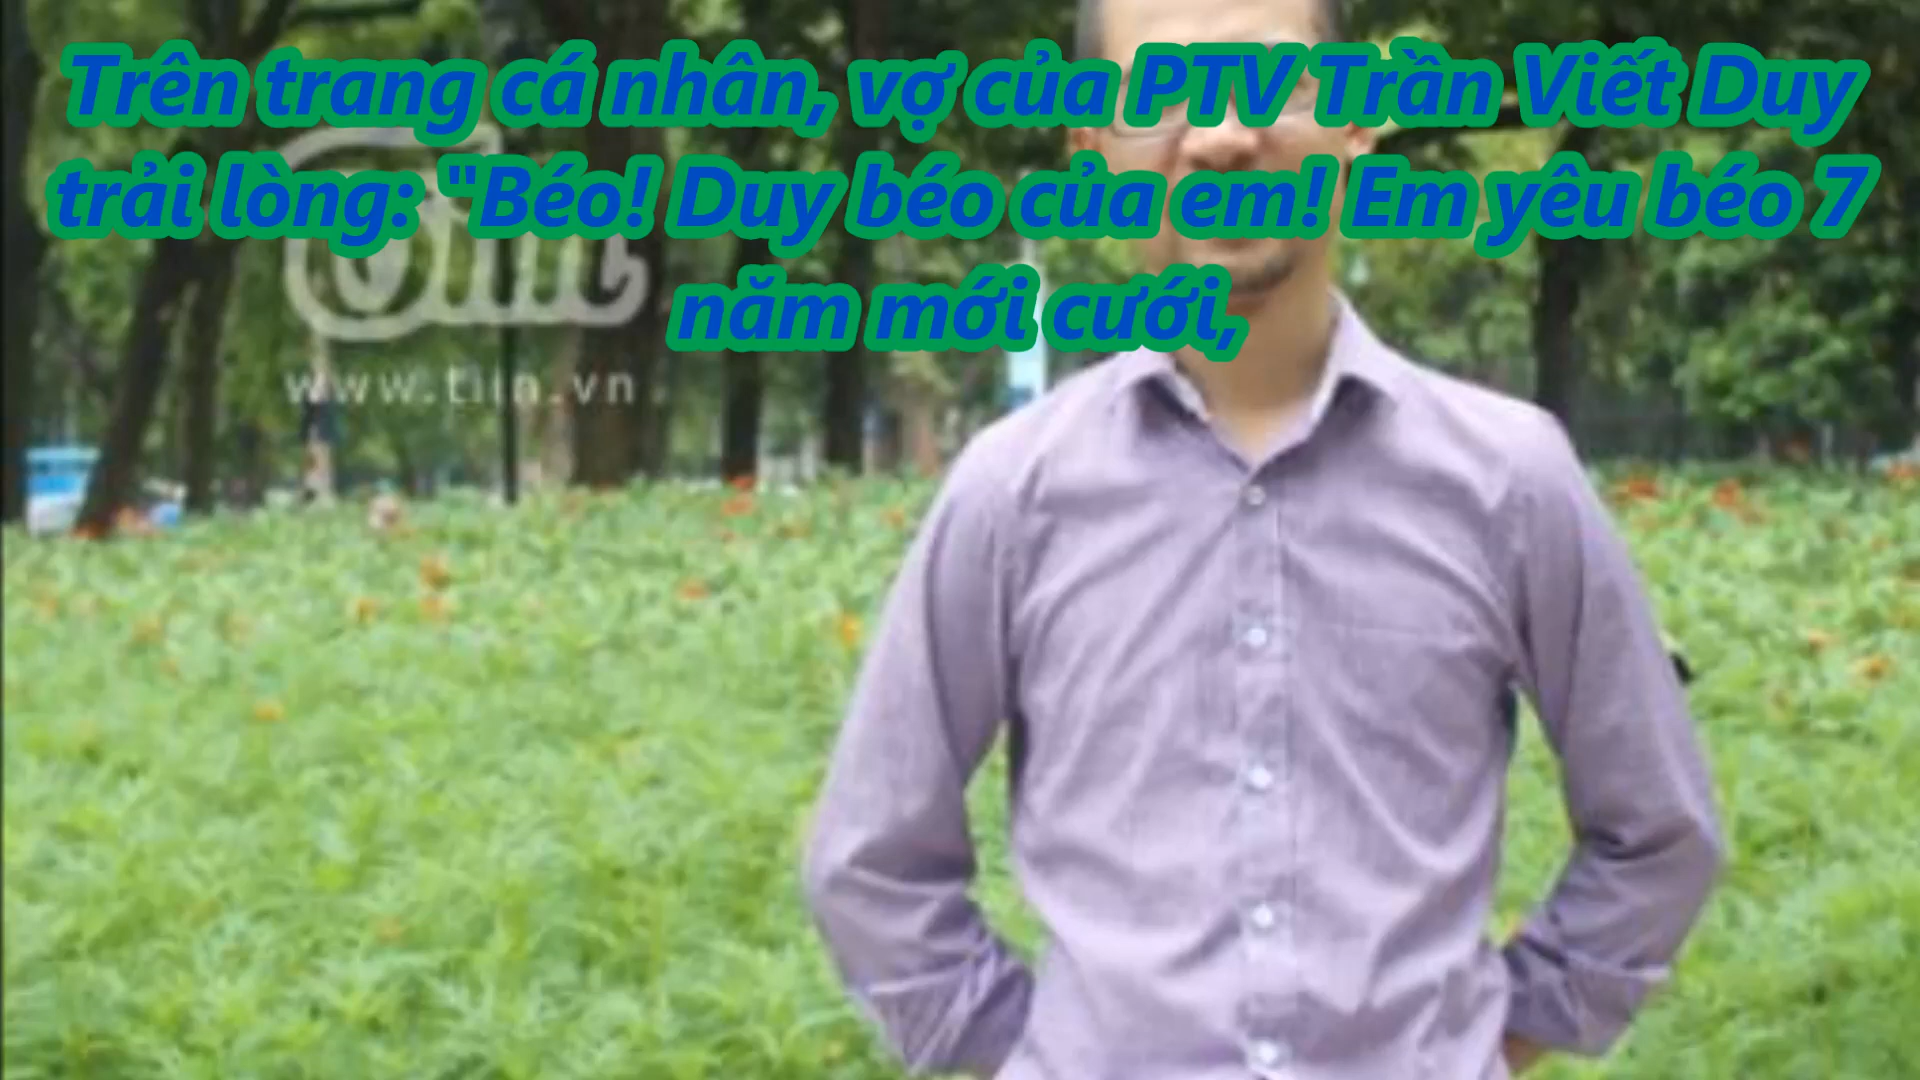 Trên trang cá nhân, vợ của PTV Trần Viết Duy
trải lòng: "Béo! Duy béo của em! Em yêu béo 7
năm mới cưới,
Tiin
www.tiin.vn